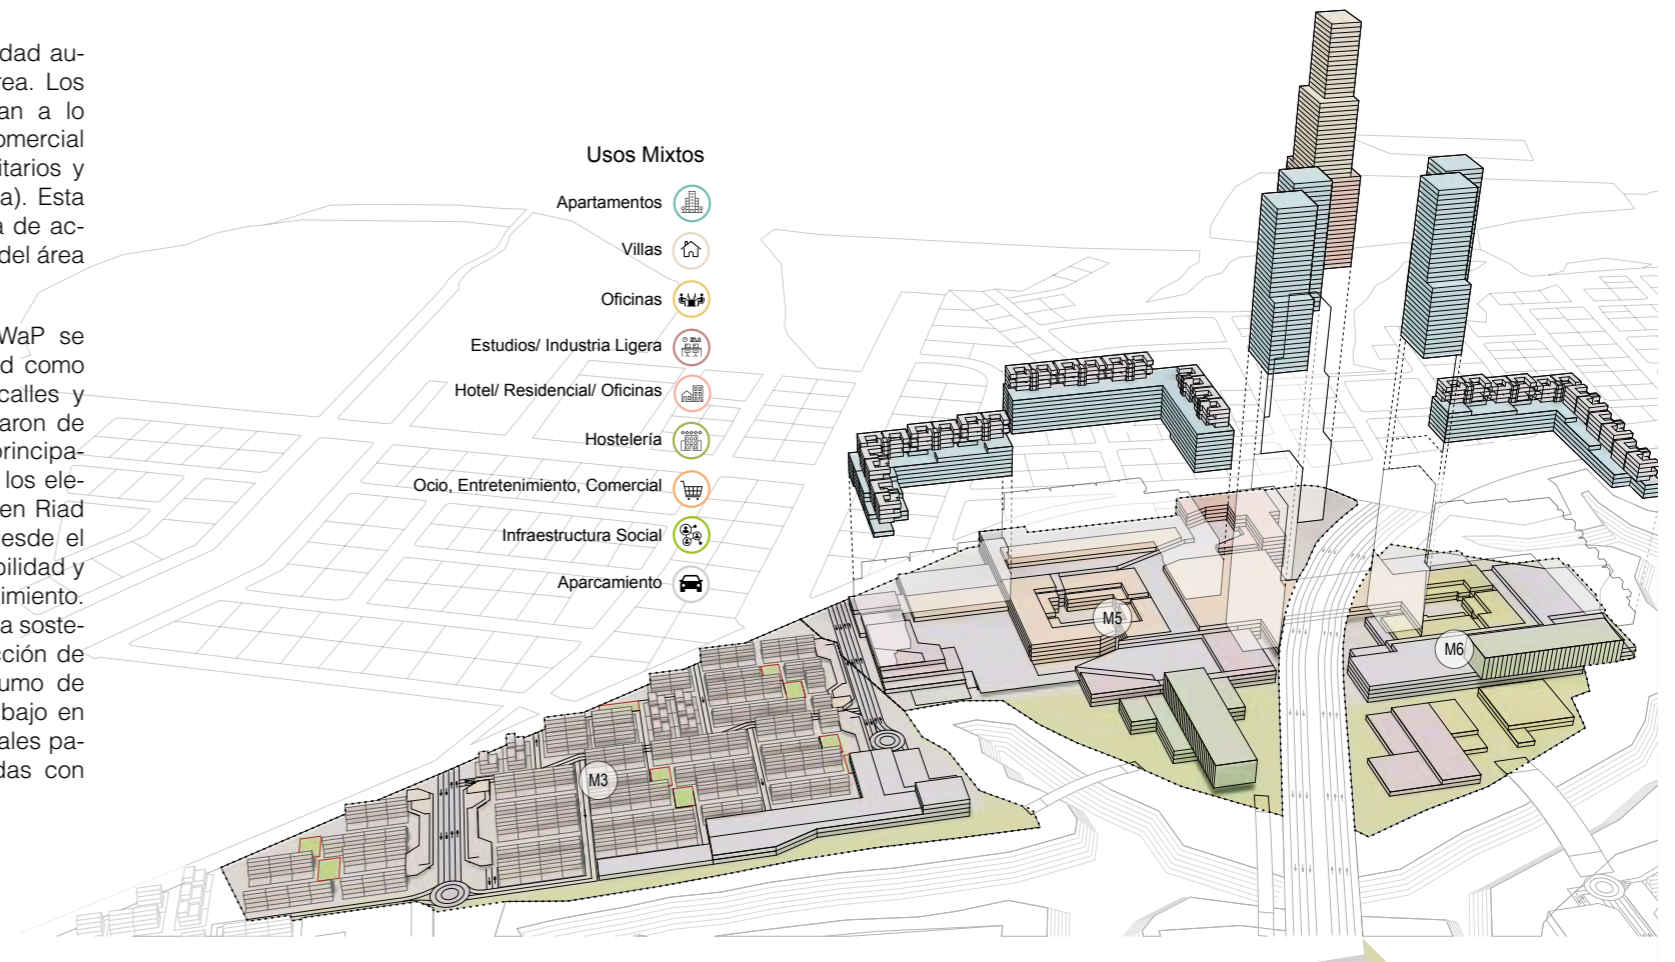 dad au-
rea. Los
an a lo
omercial
itarios y
a). Esta
a de ac-
del área
WaP se
d como
calles y
aron de
principa-
los ele-
en Riad
esde el
bilidad y
imiento.
a soste-
cción de
umo de
bajo en
ales pa-
das con
Usos Mixtos
Apartamentos
Villas
Oficinas
Estudios/ Industria Ligera
Hotel/ Residencial/ Oficinas
Hostelería
Ocio, Entretenimiento, Comercial
Infraestructura Social
Aparcamiento
M5
M6
M3